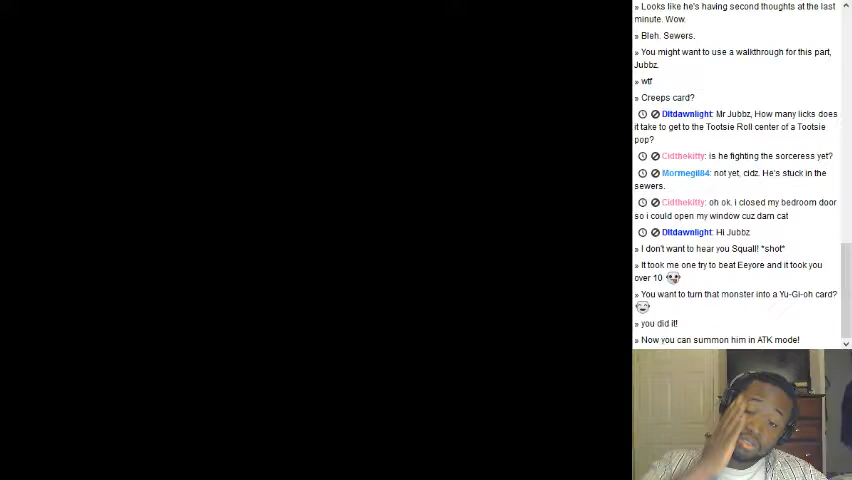 » Looks like he's having second thoughts at the last
minute. Wow.
» Bleh. Sewers.
» You might want to use a walkthrough for this part,
Jubbz.
» wtf
» Creeps card?
Dltdawnlight: Mr Jubbz, How many licks does
it take to get to the Tootsie Roll center of a Tootsie
pop?
Cidthekitty: is he fighting the sorceress yet?
Mormegil84: not yet, cidz. He's stuck in the
sewers.
Cidthekitty: oh ok. i closed my bedroom door
so i could open my window cuz darn cat
Dltdawnlight: Hi Jubbz
» I don't want to hear you Squall! *shot*
» It took me one try to beat Eeyore and it took you
over 10
» You want to turn that monster into a Yu-Gi-oh card?
» you did it!
» Now you can summon him in ATK mode!